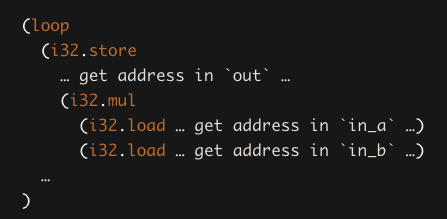 (loop
  (i32.store
    … get address in `out` …
    (i32.mul
      (i32.load … get address in `in_a` …)
      (i32.load … get address in `in_b` …)
  …
)